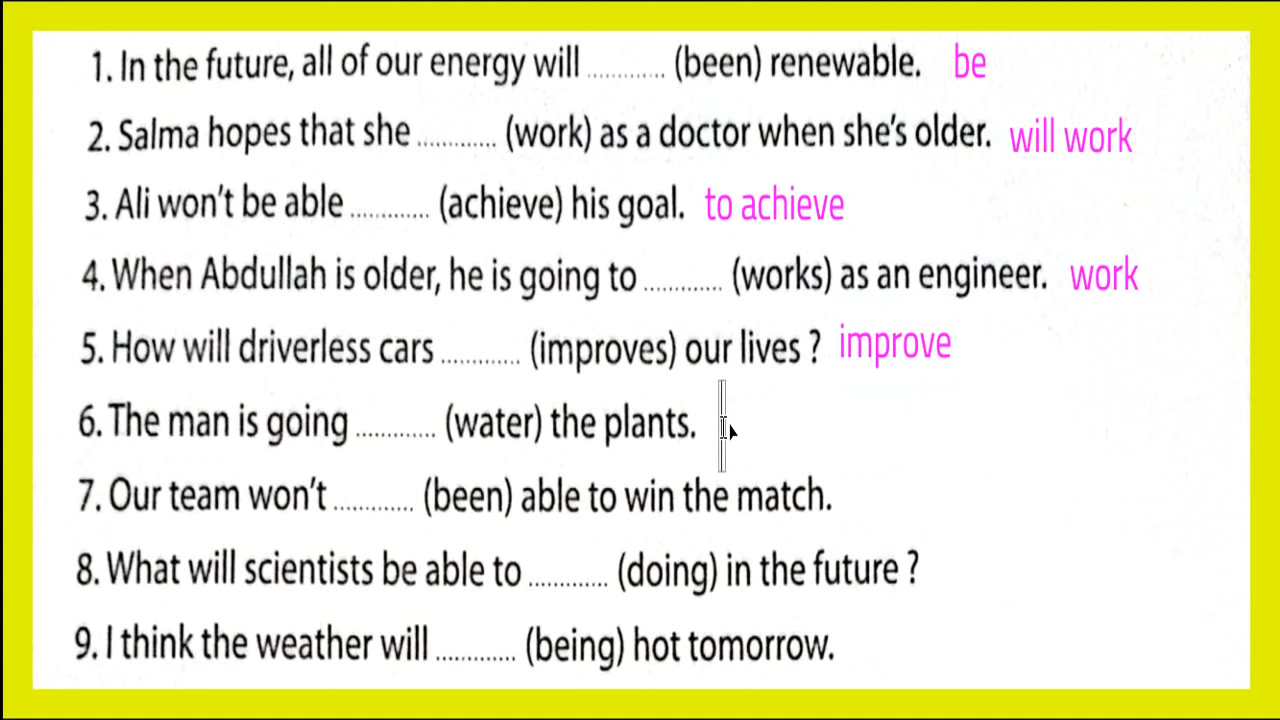 1. In the future, all of our energy will ............. (been) renewable. be
2. Salma hopes that she ............. (work) as a doctor when she's older. will work
3. Ali won't be able ............. (achieve) his goal. to achieve
4. When Abdullah is older, he is going to ............. (works) as an engineer. work
5. How will driverless cars ............. (improves) our lives ? improve
6. The man is going ............. (water) the plants.
7. Our team won't ............. (been) able to win the match.
8. What will scientists be able to ............. (doing) in the future ?
9. I think the weather will ............. (being) hot tomorrow.